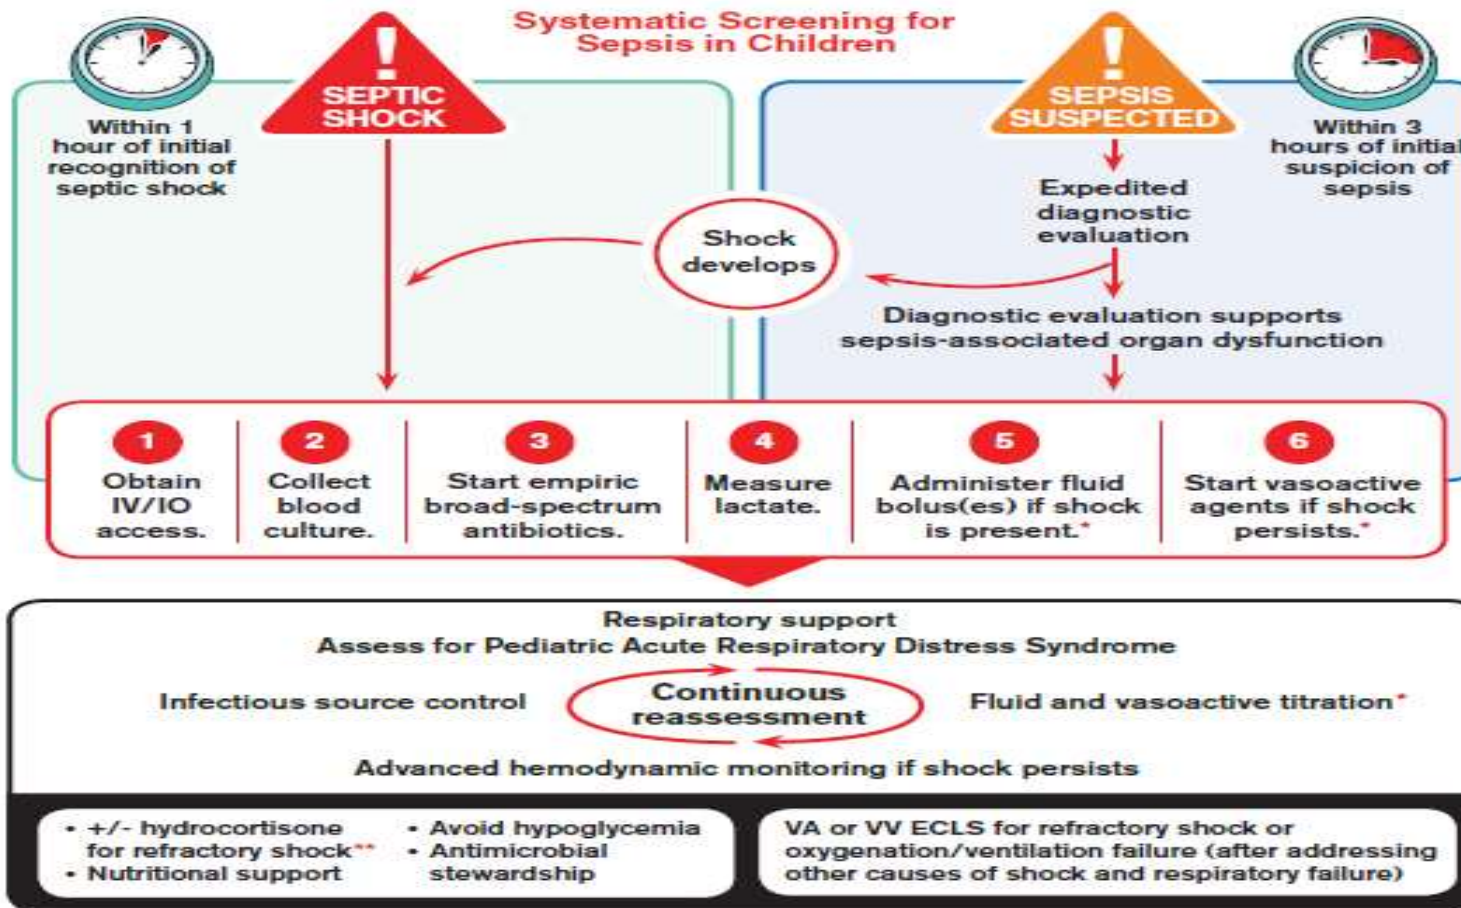 Systematic Screening for
Sepsis in Children
!
SEPTIC
SHOCK
!
SEPSIS
SUSPECTED
Within 1
hour of initial
recognition of
septic shock
Within 3
hours of initial
suspicion of
sepsis
Expedited
diagnostic
evaluation
Shock
develops
Diagnostic evaluation supports
sepsis-associated organ dysfunction
1
Obtain
IV/IO
access.
2
Collect
blood
culture.
3
Start empiric
broad-spectrum
antibiotics.
4
Measure
lactate.
5
Administer fluid
bolus(es) if shock
is present.*
6
Start vasoactive
agents if shock
persists.*
Respiratory support
Assess for Pediatric Acute Respiratory Distress Syndrome
Infectious source control
Continuous
reassessment
Fluid and vasoactive titration*
Advanced hemodynamic monitoring if shock persists
• +/- hydrocortisone
for refractory shock**
• Nutritional support
• Avoid hypoglycemia
• Antimicrobial
stewardship
VA or VV ECLS for refractory shock or
oxygenation/ventilation failure (after addressing
other causes of shock and respiratory failure)